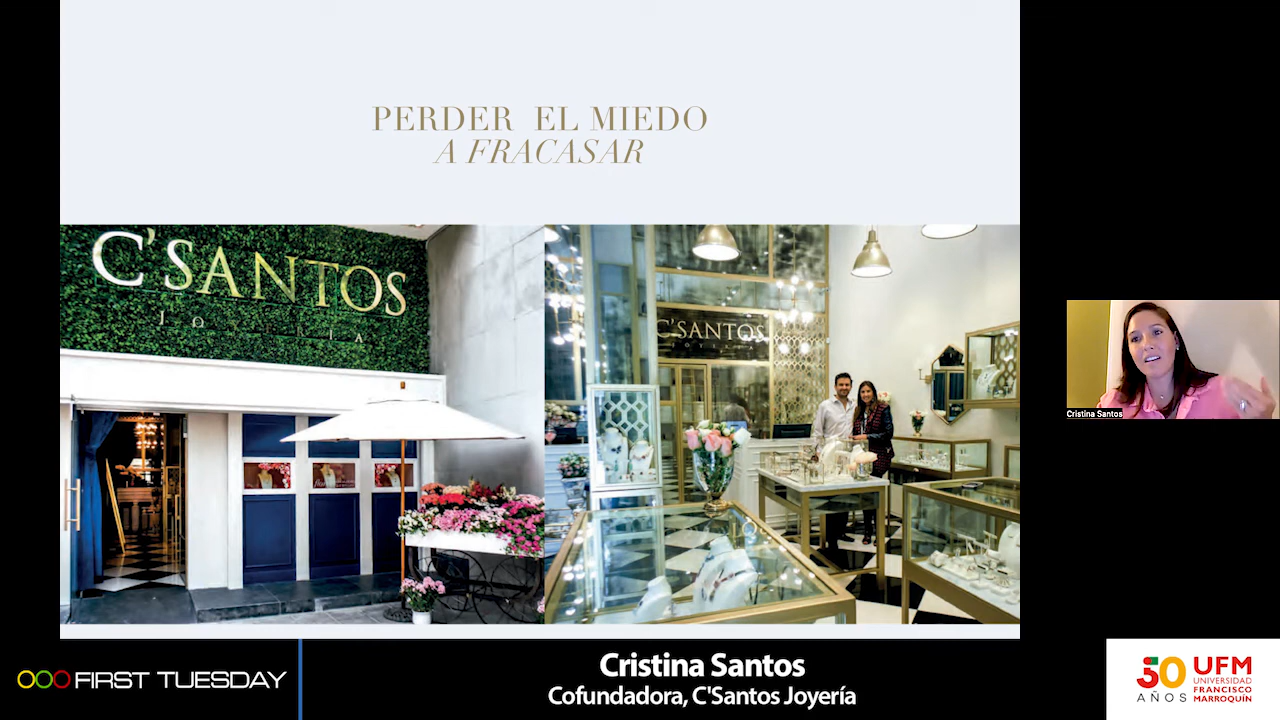 PERDER EL MIEDO
A FRACASAR
C'SANTOS
JOYERÍA
C'SANTOS
Cristina Santos
FIRST TUESDAY
Cristina Santos
Cofundadora, C'Santos Joyería
50
AÑOS
UFM
UNIVERSIDAD
FRANCISCO
MARROQUÍN